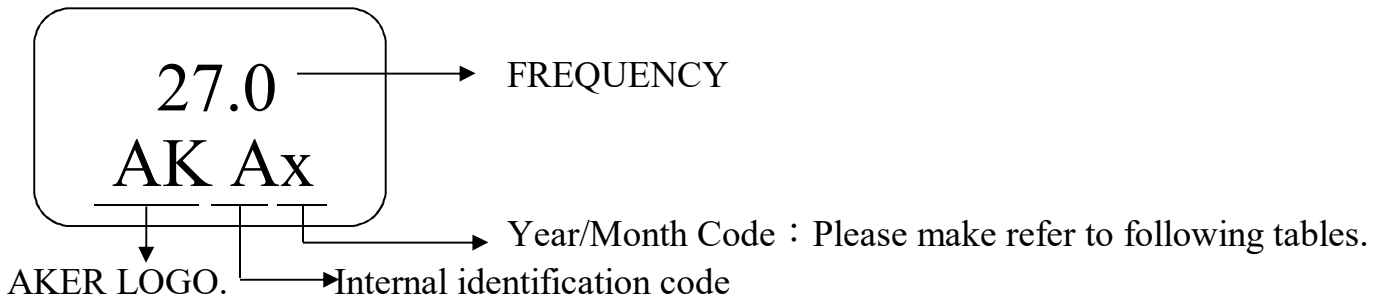 27.0
FREQUENCY
AK Ax
Year/Month Code：Please make refer to following tables.
AKER LOGO.
Internal identification code